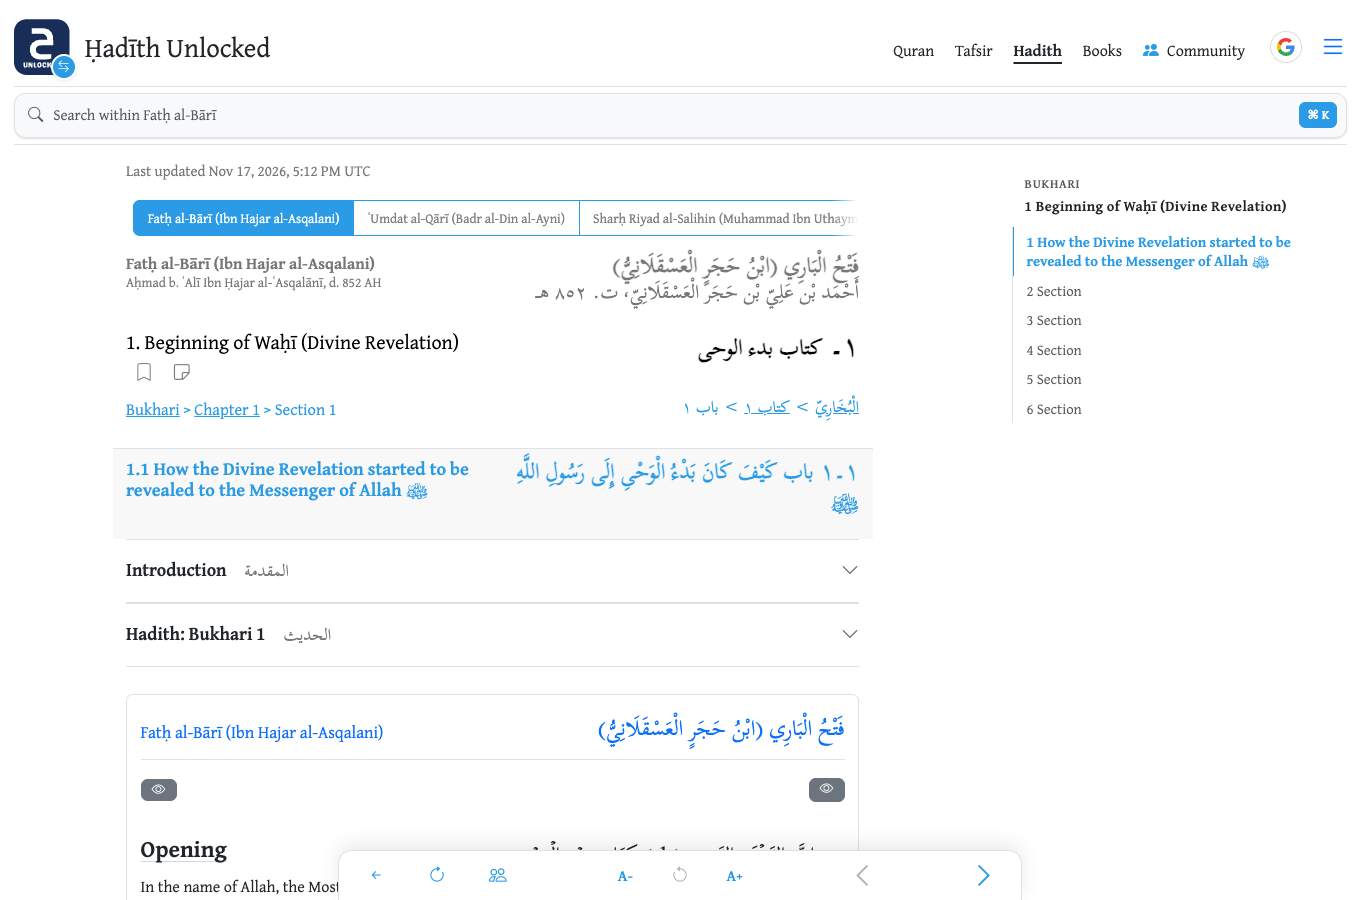 UNLOCK
Ḥadīth Unlocked
Quran Tafsir Hadith Books Community
Search within Fatḥ al-Bārī
⌘ K
Last updated Nov 17, 2026, 5:12 PM UTC
Fatḥ al-Bārī (Ibn Hajar al-Asqalani) ʿUmdat al-Qārī (Badr al-Din al-Ayni) Sharḥ Riyad al-Salihin (Muhammad Ibn Uthaym
Fatḥ al-Bārī (Ibn Hajar al-Asqalani)
فَتْحُ الْبَارِي (ابْنُ حَجَرٍ الْعَسْقَلَانِيُّ)
Aḥmad b. ʿAlī Ibn Ḥajar al-ʿAsqalānī, d. 852 AH
أَحْمَد بْن عَلِيّ بْن حَجَر الْعَسْقَلَانِيّ، ت. ٨٥٢ هـ
1. Beginning of Waḥī (Divine Revelation)
١ ـ كتاب بدء الوحى
Bukhari > Chapter 1 > Section 1
الْبُخَارِيّ > كتاب ١ > باب ١
1.1 How the Divine Revelation started to be
revealed to the Messenger of Allah ﷺ
١ ـ ١ باب كَيْفَ كَانَ بَدْءُ الْوَحْىِ إِلَى رَسُولِ اللَّهِ
ﷺ
Introduction المقدمة
Hadith: Bukhari 1 الحديث
Fatḥ al-Bārī (Ibn Hajar al-Asqalani)
فَتْحُ الْبَارِي (ابْنُ حَجَرٍ الْعَسْقَلَانِيُّ)
Opening
In the name of Allah, the Most
A- A+
BUKHARI
1 Beginning of Waḥī (Divine Revelation)
1 How the Divine Revelation started to be
revealed to the Messenger of Allah ﷺ
2 Section
3 Section
4 Section
5 Section
6 Section